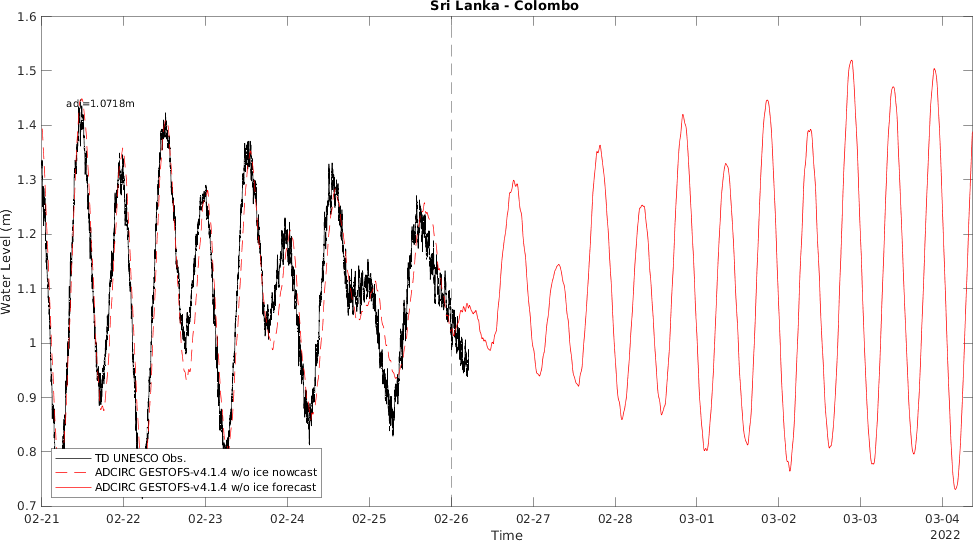 Sri Lanka - Colombo
1.6
1.5
adj=1.0718m
1.4
1.3
1.2
1.1
1
0.9
0.8
0.7
Water Level (m)
TD UNESCO Obs.
ADCIRC GESTOFS-v4.1.4 w/o ice nowcast
ADCIRC GESTOFS-v4.1.4 w/o ice forecast
02-21 02-22 02-23 02-24 02-25 02-26 02-27 02-28 03-01 03-02 03-03 03-04
Time
2022